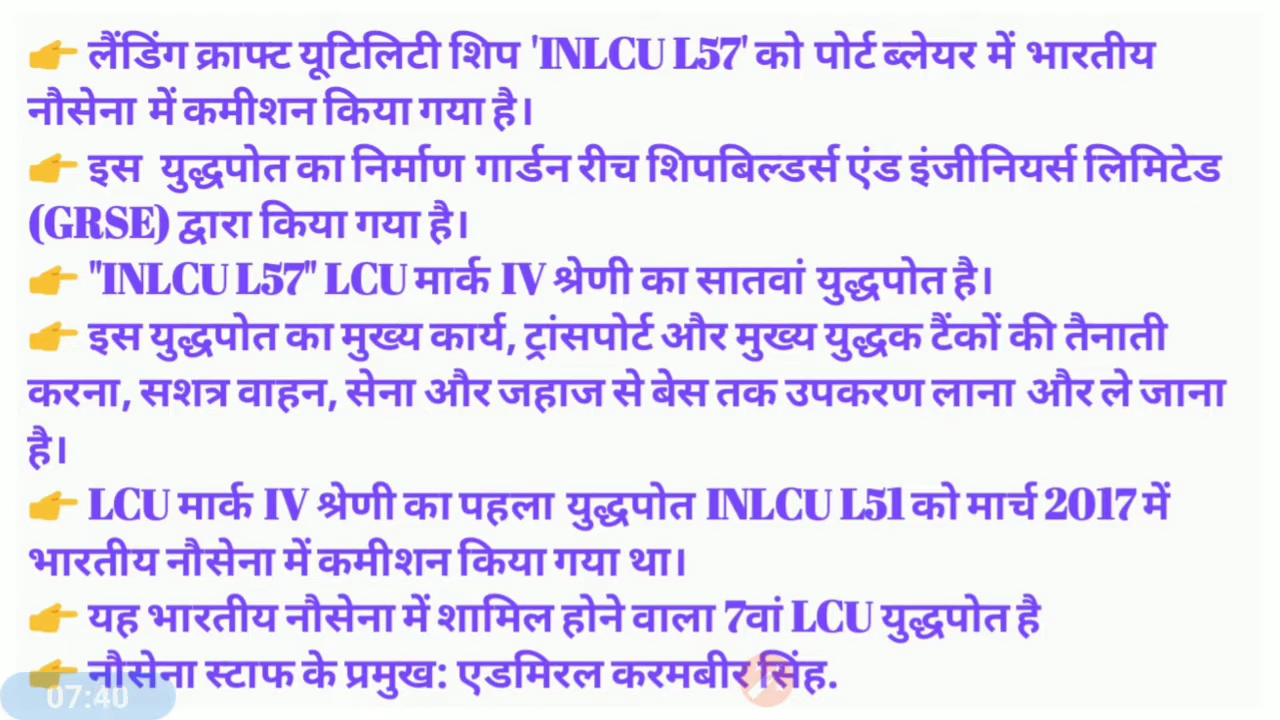 👉 लैंडिंग क्राफ्ट यूटिलिटी शिप 'INLCU L57' को पोर्ट ब्लेयर में भारतीय
नौसेना में कमीशन किया गया है।
👉 इस युद्धपोत का निर्माण गार्डन रीच शिपबिल्डर्स एंड इंजीनियर्स लिमिटेड
(GRSE) द्वारा किया गया है।
👉 "INLCU L57" LCU मार्क IV श्रेणी का सातवां युद्धपोत है।
👉 इस युद्धपोत का मुख्य कार्य, ट्रांसपोर्ट और मुख्य युद्धक टैंकों की तैनाती
करना, सशत्र वाहन, सेना और जहाज से बेस तक उपकरण लाना और ले जाना
है।
👉 LCU मार्क IV श्रेणी का पहला युद्धपोत INLCU L51 को मार्च 2017 में
भारतीय नौसेना में कमीशन किया गया था।
👉 यह भारतीय नौसेना में शामिल होने वाला 7वां LCU युद्धपोत है
👉 नौसेना स्टाफ के प्रमुख: एडमिरल करमबीर सिंह.
07:40